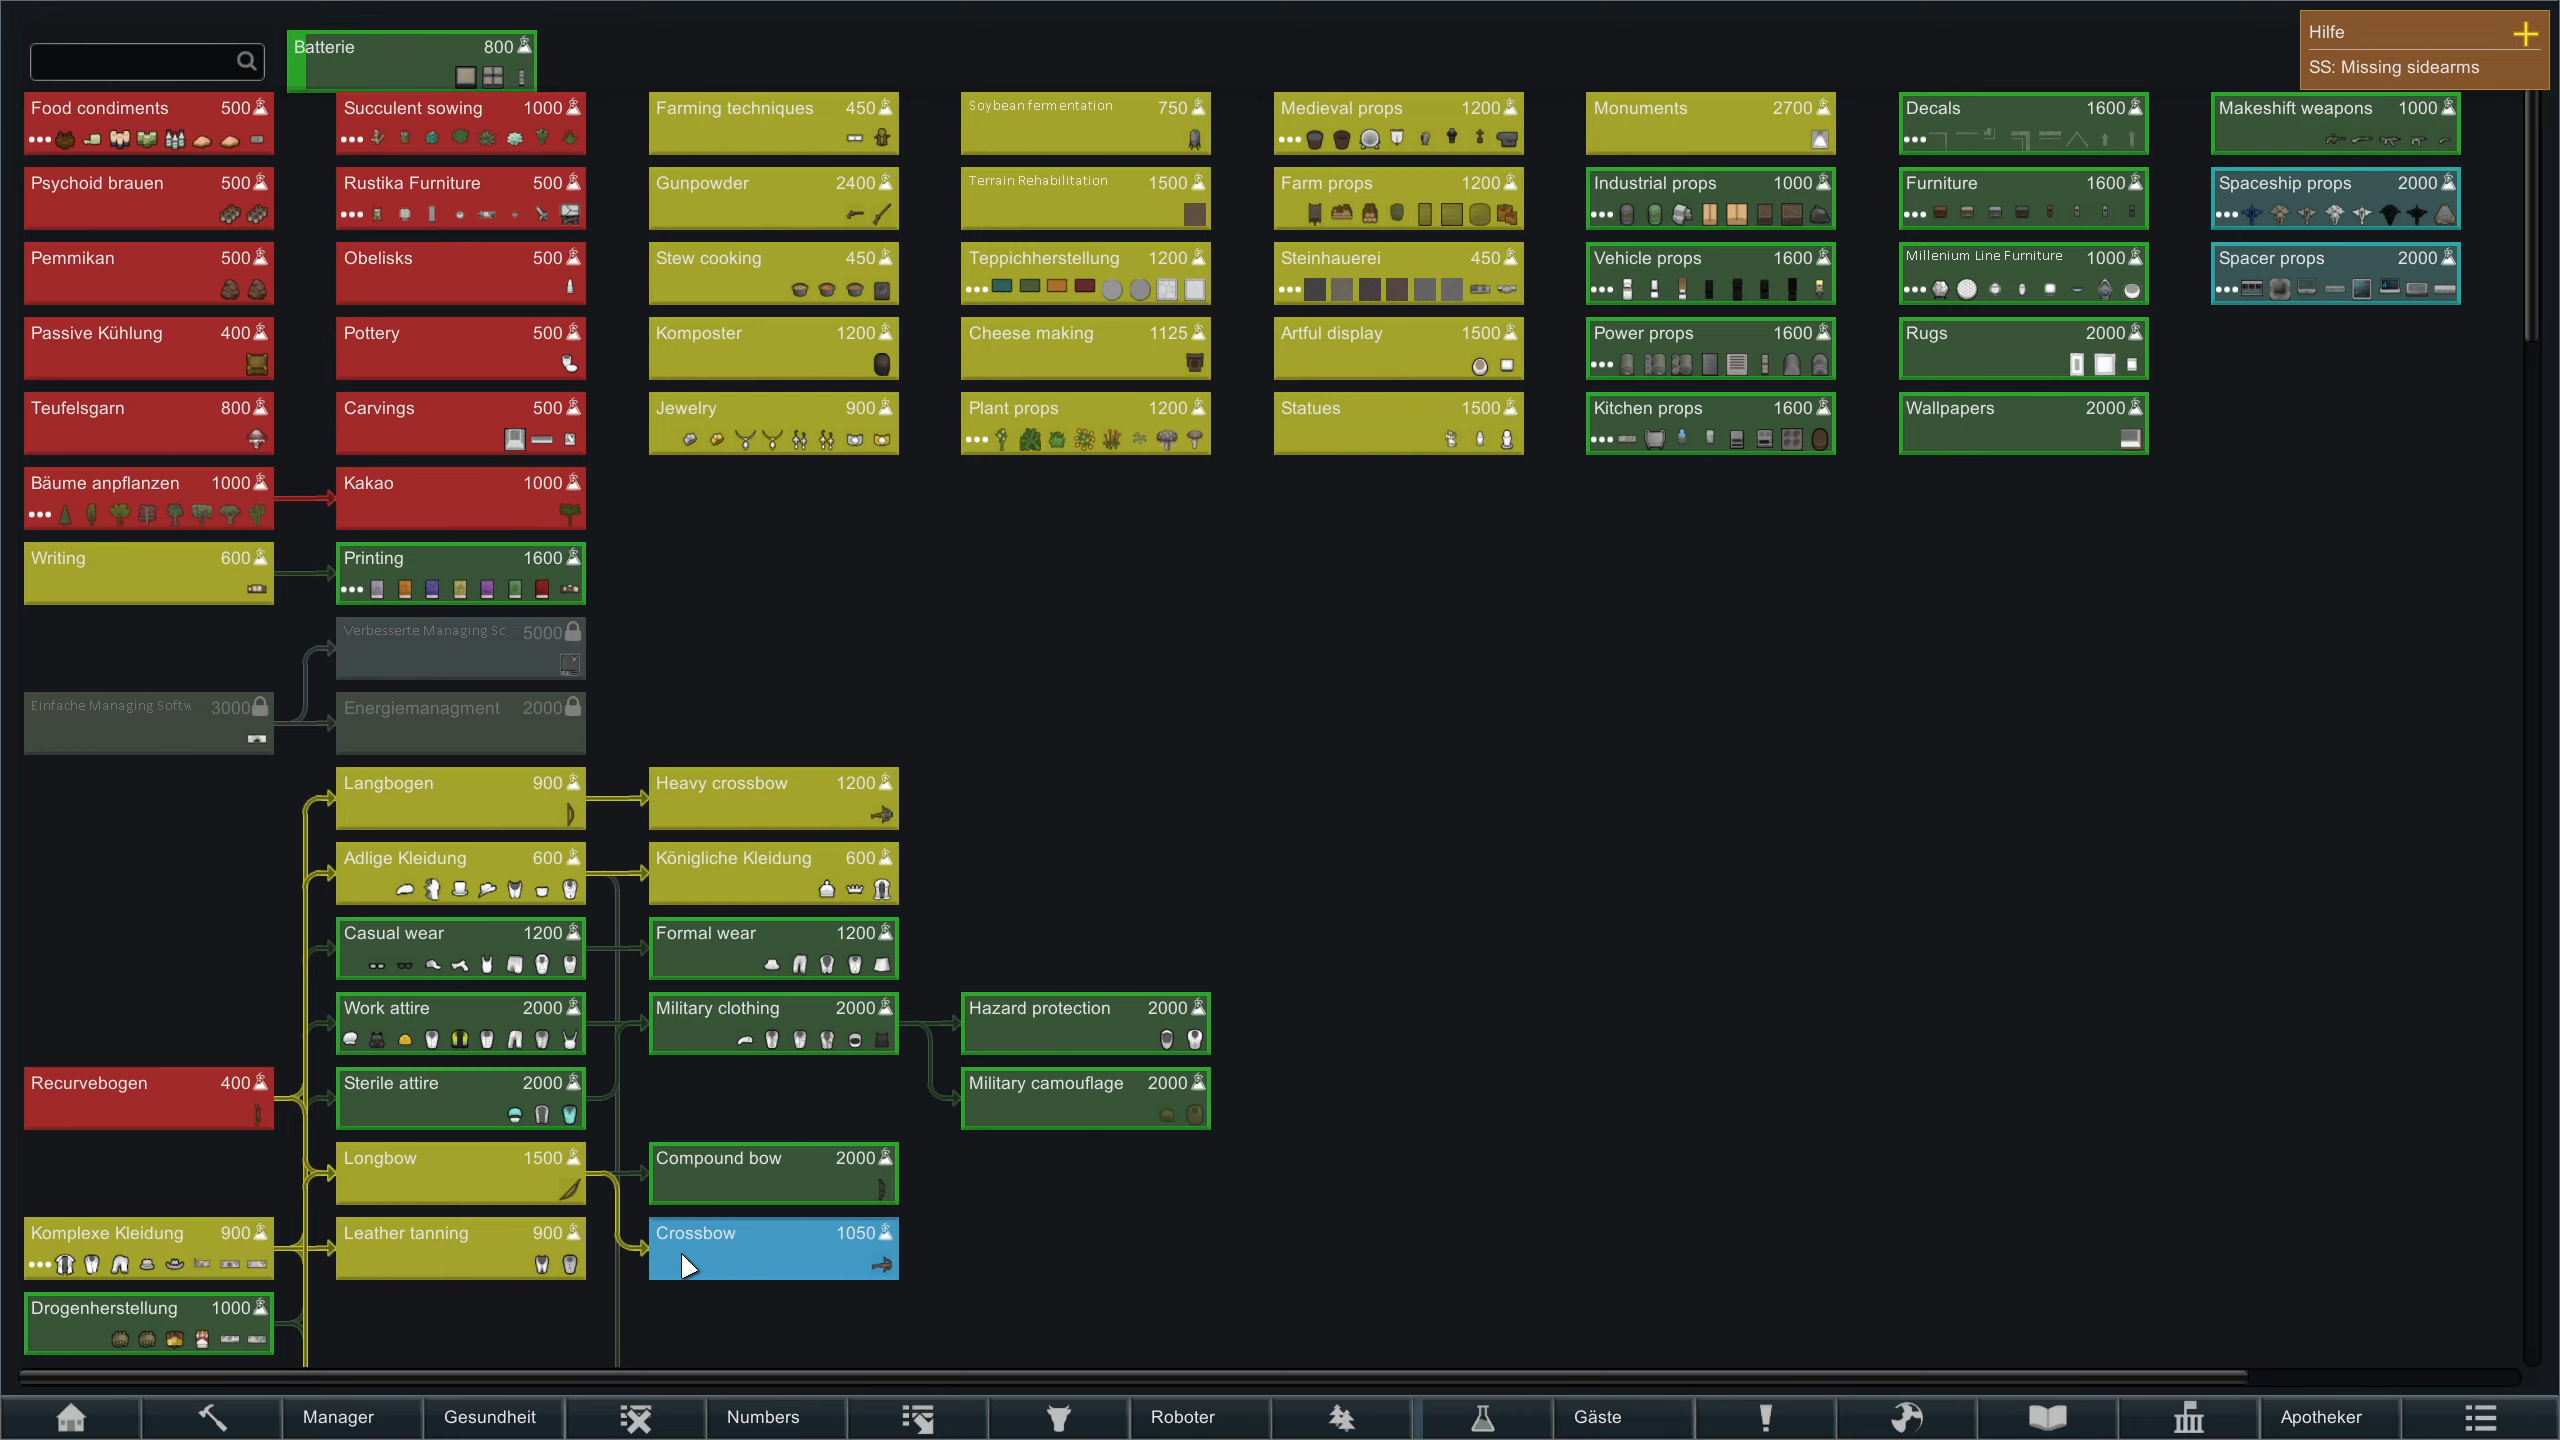 Batterie 800
Hilfe
SS: Missing sidearms
Food condiments 500
Succulent sowing 1000
Farming techniques 450
Soybean fermentation 750
Medieval props 1200
Monuments 2700
Decals 1600
Makeshift weapons 1000
Psychoid brauen 500
Rustika Furniture 500
Gunpowder 2400
Terrain Rehabilitation 1500
Farm props 1200
Industrial props 1000
Furniture 1600
Spaceship props 2000
Pemmikan 500
Obelisks 500
Stew cooking 450
Teppichherstellung 1200
Steinhauerei 450
Vehicle props 1600
Millenium Line Furniture 1000
Spacer props 2000
Passive Kühlung 400
Pottery 500
Komposter 1200
Cheese making 1125
Artful display 1500
Power props 1600
Rugs 2000
Teufelsgarn 800
Carvings 500
Jewelry 900
Plant props 1200
Statues 1500
Kitchen props 1600
Wallpapers 2000
Bäume anpflanzen 1000
Kakao 1000
Writing 600
Printing 1600
Verbesserte Managing Sc 5000
Einfache Managing Softw 3000
Energiemanagment 2000
Langbogen 900
Heavy crossbow 1200
Adlige Kleidung 600
Königliche Kleidung 600
Casual wear 1200
Formal wear 1200
Work attire 2000
Military clothing 2000
Hazard protection 2000
Recurvebogen 400
Sterile attire 2000
Military camouflage 2000
Longbow 1500
Compound bow 2000
Komplexe Kleidung 900
Leather tanning 900
Crossbow 1050
Drogenherstellung 1000
Manager
Gesundheit
Numbers
Roboter
Gäste
Apotheker